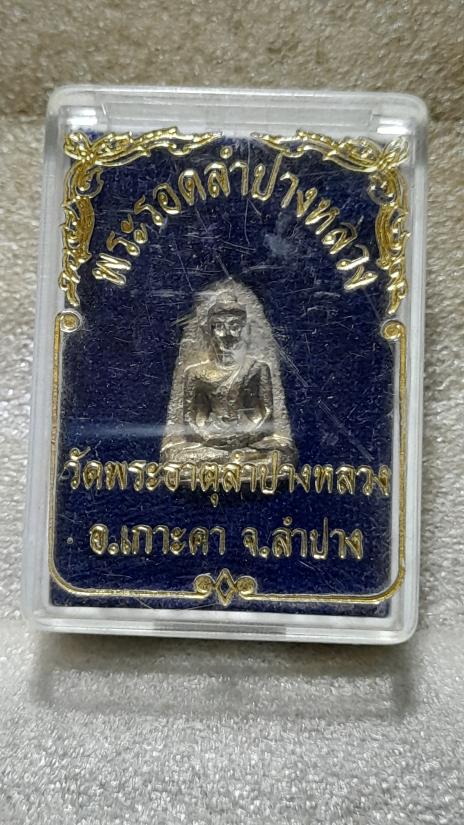 พระรอดลำปางหลวง
วัดพระธาตุลำปางหลวง
อ.เกาะคา จ.ลำปาง